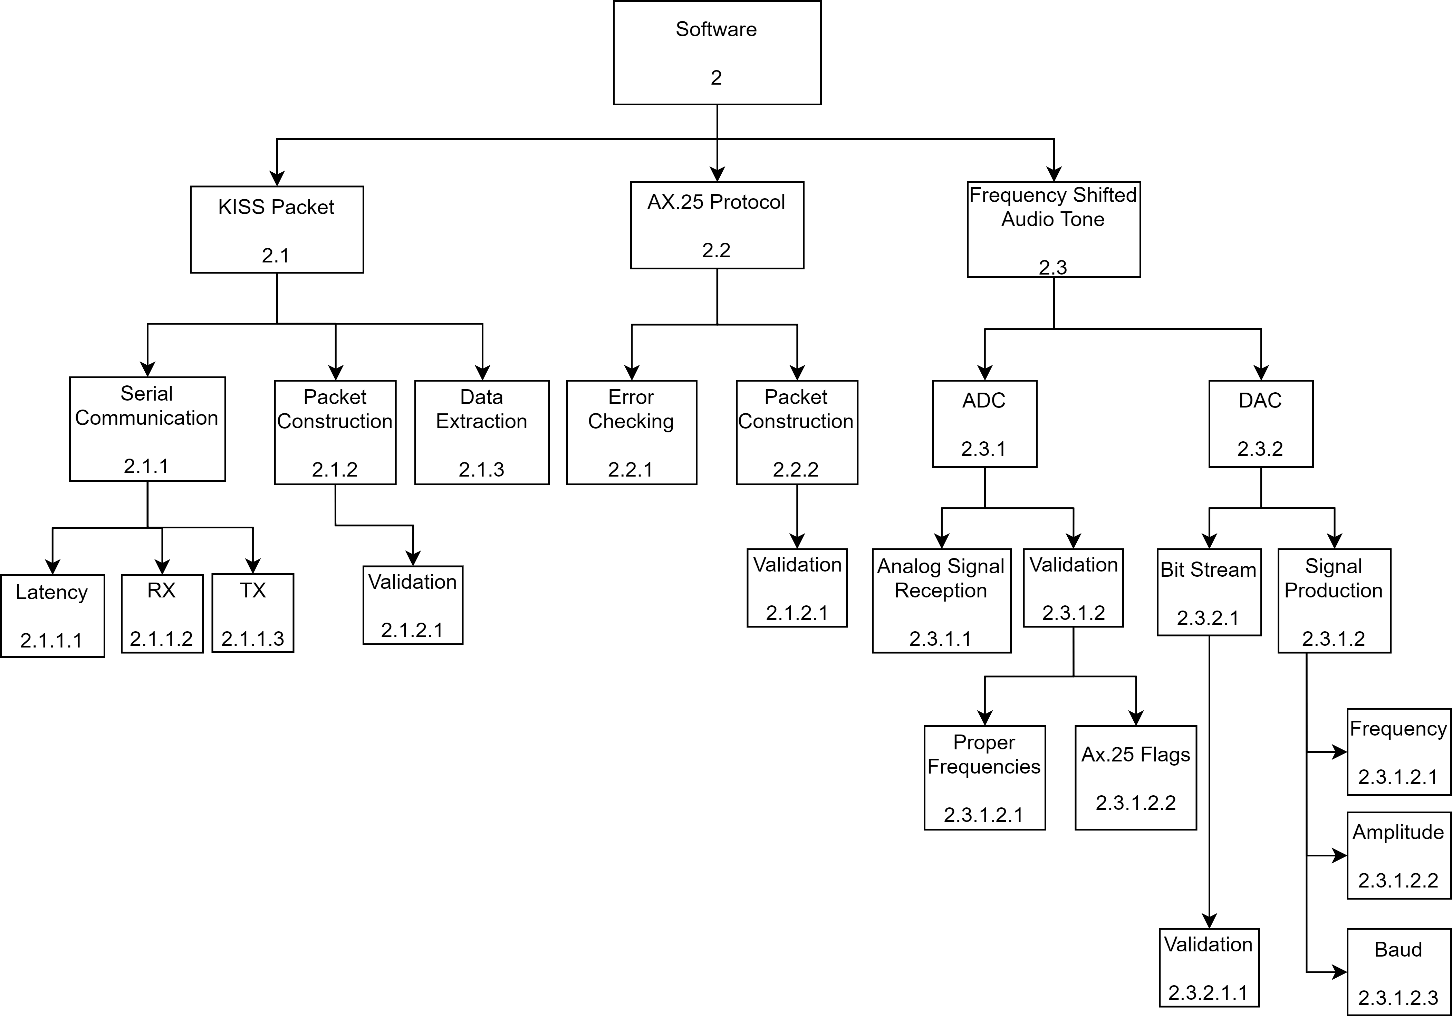 Software
2
KISS Packet
2.1
AX.25 Protocol
2.2
Frequency Shifted
Audio Tone
2.3
Serial
Communication
2.1.1
Packet
Construction
2.1.2
Data
Extraction
2.1.3
Error
Checking
2.2.1
Packet
Construction
2.2.2
ADC
2.3.1
DAC
2.3.2
Latency
2.1.1.1
RX
2.1.1.2
TX
2.1.1.3
Validation
2.1.2.1
Validation
2.1.2.1
Analog Signal
Reception
2.3.1.1
Validation
2.3.1.2
Bit Stream
2.3.2.1
Signal
Production
2.3.1.2
Proper
Frequencies
2.3.1.2.1
Ax.25 Flags
2.3.1.2.2
Frequency
2.3.1.2.1
Amplitude
2.3.1.2.2
Validation
2.3.2.1.1
Baud
2.3.1.2.3